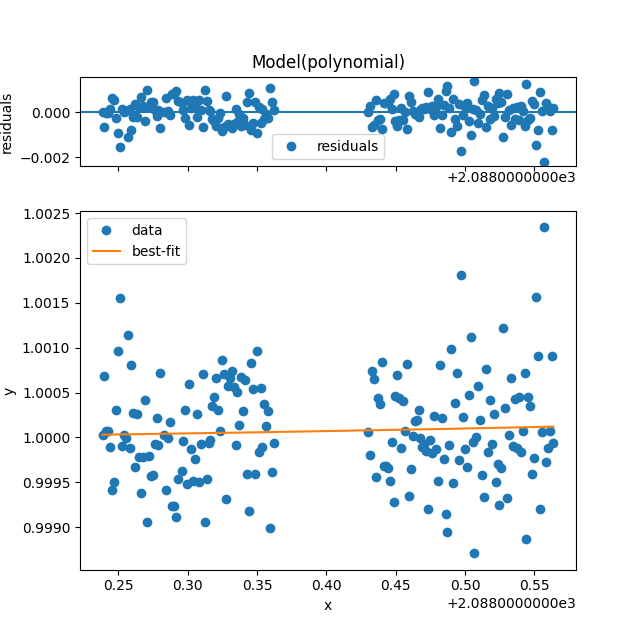 Model(polynomial)
0.000
−0.002
residuals
residuals
+2.0880000000e3
1.0025
1.0020
1.0015
1.0010
1.0005
1.0000
0.9995
0.9990
y
data
best-fit
0.25 0.30 0.35 0.40 0.45 0.50 0.55
x
+2.0880000000e3